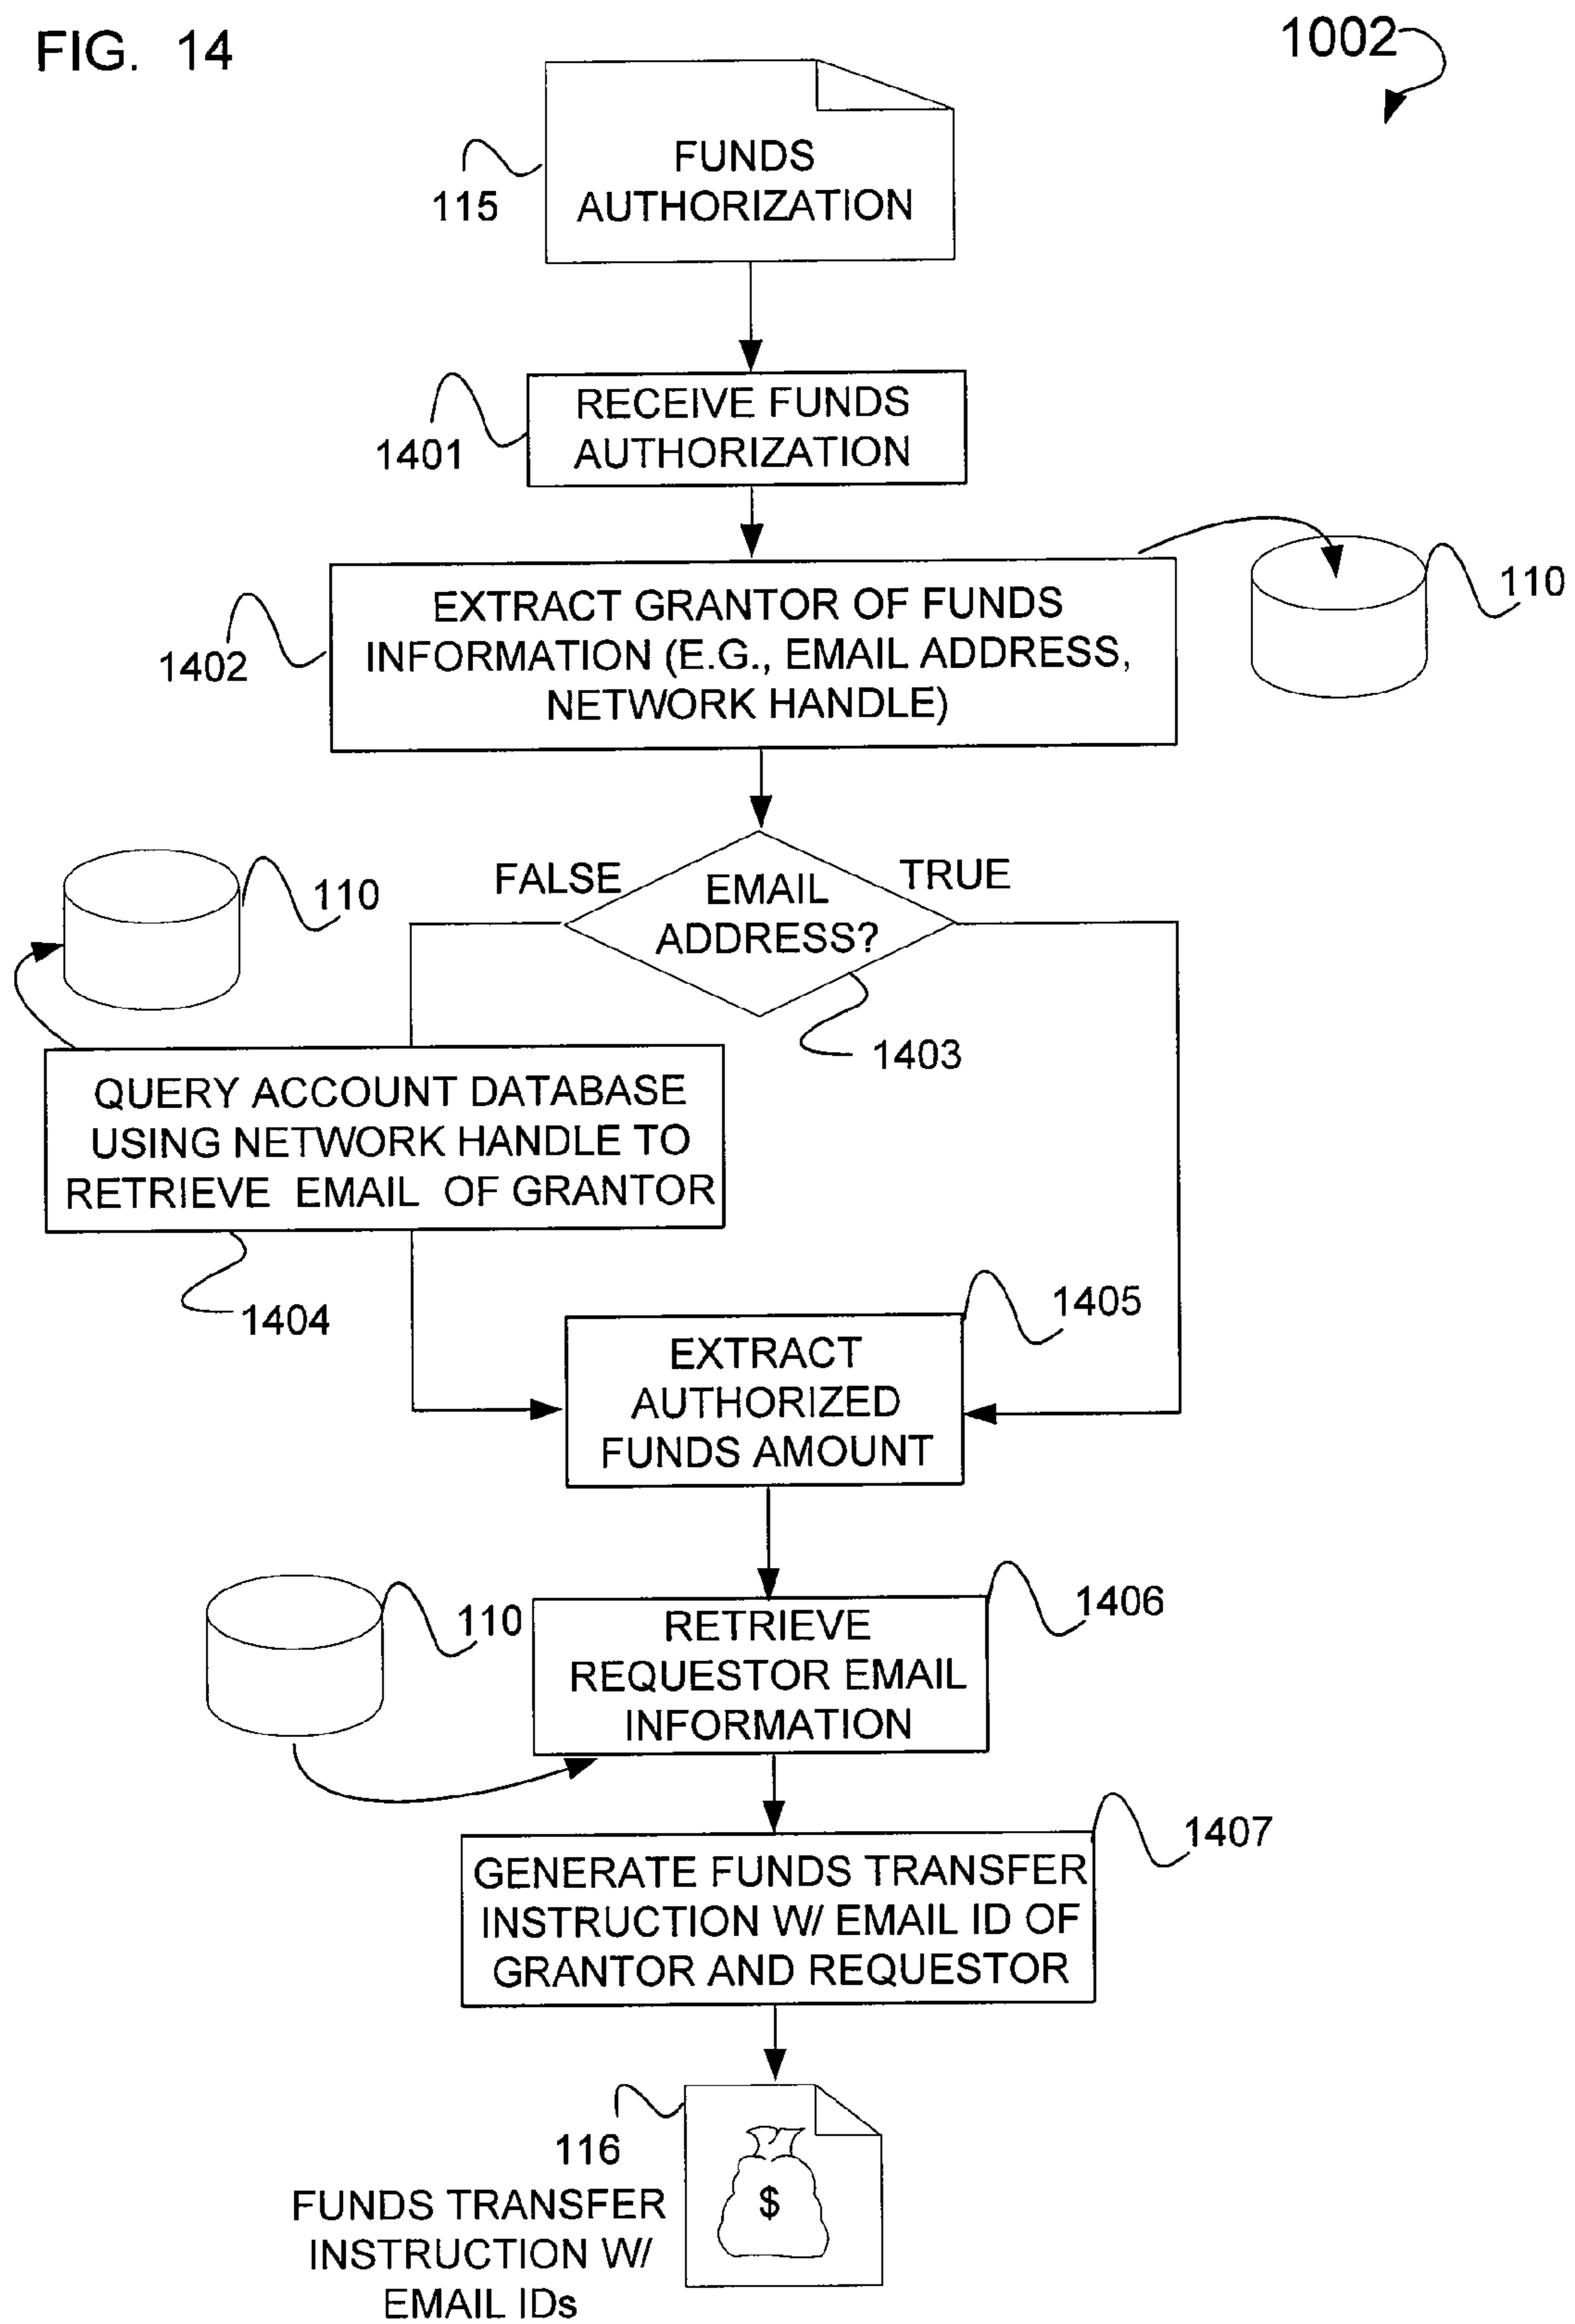 FIG. 14
1002
FUNDS
AUTHORIZATION
115
RECEIVE FUNDS
AUTHORIZATION
1401
EXTRACT GRANTOR OF FUNDS
INFORMATION (E.G., EMAIL ADDRESS,
NETWORK HANDLE)
1402
110
FALSE
TRUE
EMAIL
ADDRESS?
110
1403
QUERY ACCOUNT DATABASE
USING NETWORK HANDLE TO
RETRIEVE EMAIL OF GRANTOR
1404
1405
EXTRACT
AUTHORIZED
FUNDS AMOUNT
110
1406
RETRIEVE
REQUESTOR EMAIL
INFORMATION
1407
GENERATE FUNDS TRANSFER
INSTRUCTION W/ EMAIL ID OF
GRANTOR AND REQUESTOR
116
$
FUNDS TRANSFER
INSTRUCTION W/
EMAIL IDs